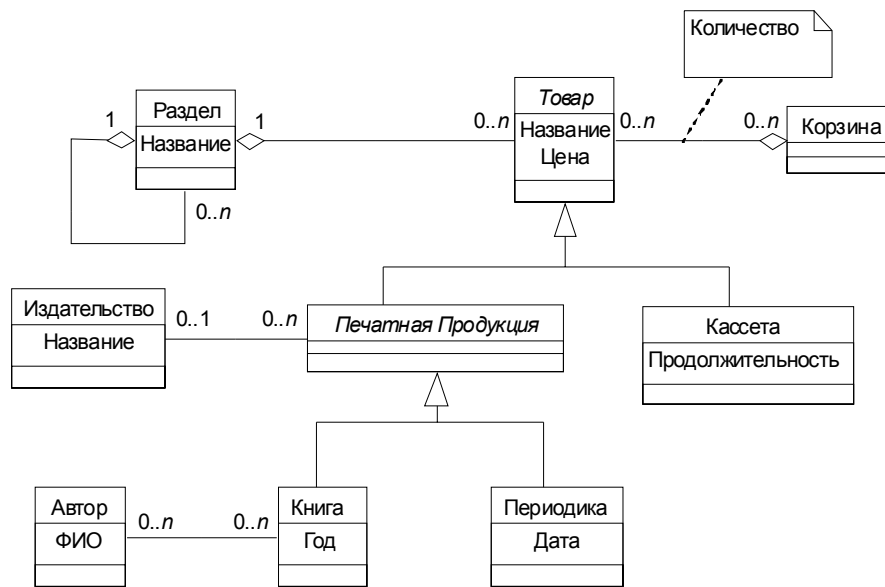 Количество
Раздел
Название
1
1
0..n
Товар
Название
Цена
0..n
0..n
0..n
Корзина
Издательство
Название
0..1
0..n
Печатная Продукция
Кассета
Продолжительность
Автор
ФИО
0..n
0..n
Книга
Год
Периодика
Дата